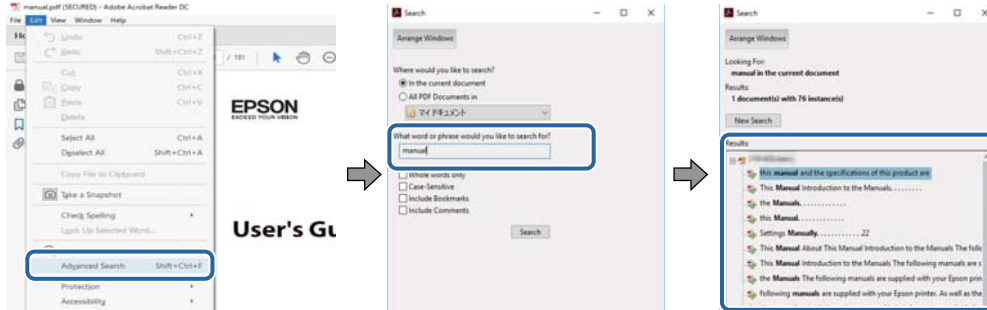 manual.pdf (SECURED) - Adobe Acrobat Reader DC
File Edit View Window Help
Undo Ctrl+Z
Redo Shift+Ctrl+Z
Cut Ctrl+X
Copy Ctrl+C
Paste Ctrl+V
Delete
Select All Ctrl+A
Deselect All Shift+Ctrl+A
Copy File to Clipboard
Take a Snapshot
Check Spelling
Look Up Selected Word...
Advanced Search Shift+Ctrl+F
Protection
Accessibility
/ 101
EPSON
EXCEED YOUR VISION
User's Gu
Search
Arrange Windows
Where would you like to search?
In the current document
All PDF Documents in
マイ ドキュメント
What word or phrase would you like to search for?
manual
Whole words only
Case-Sensitive
Include Bookmarks
Include Comments
Search
Search
Arrange Windows
Looking For:
manual in the current document
Results:
1 document(s) with 76 instance(s)
New Search
Results:
this manual and the specifications of this product are
This Manual Introduction to the Manuals. . . . . . . . .
the Manuals. . . . . . . . . . . . .
this Manual. . . . . . . . . . . . .
Settings Manually. . . . . . . . . . . . .22
This Manual About This Manual Introduction to the Manuals The follo
This Manual Introduction to the Manuals The following manuals are s
the Manuals The following manuals are supplied with your Epson prin
following manuals are supplied with your Epson printer. As well as the